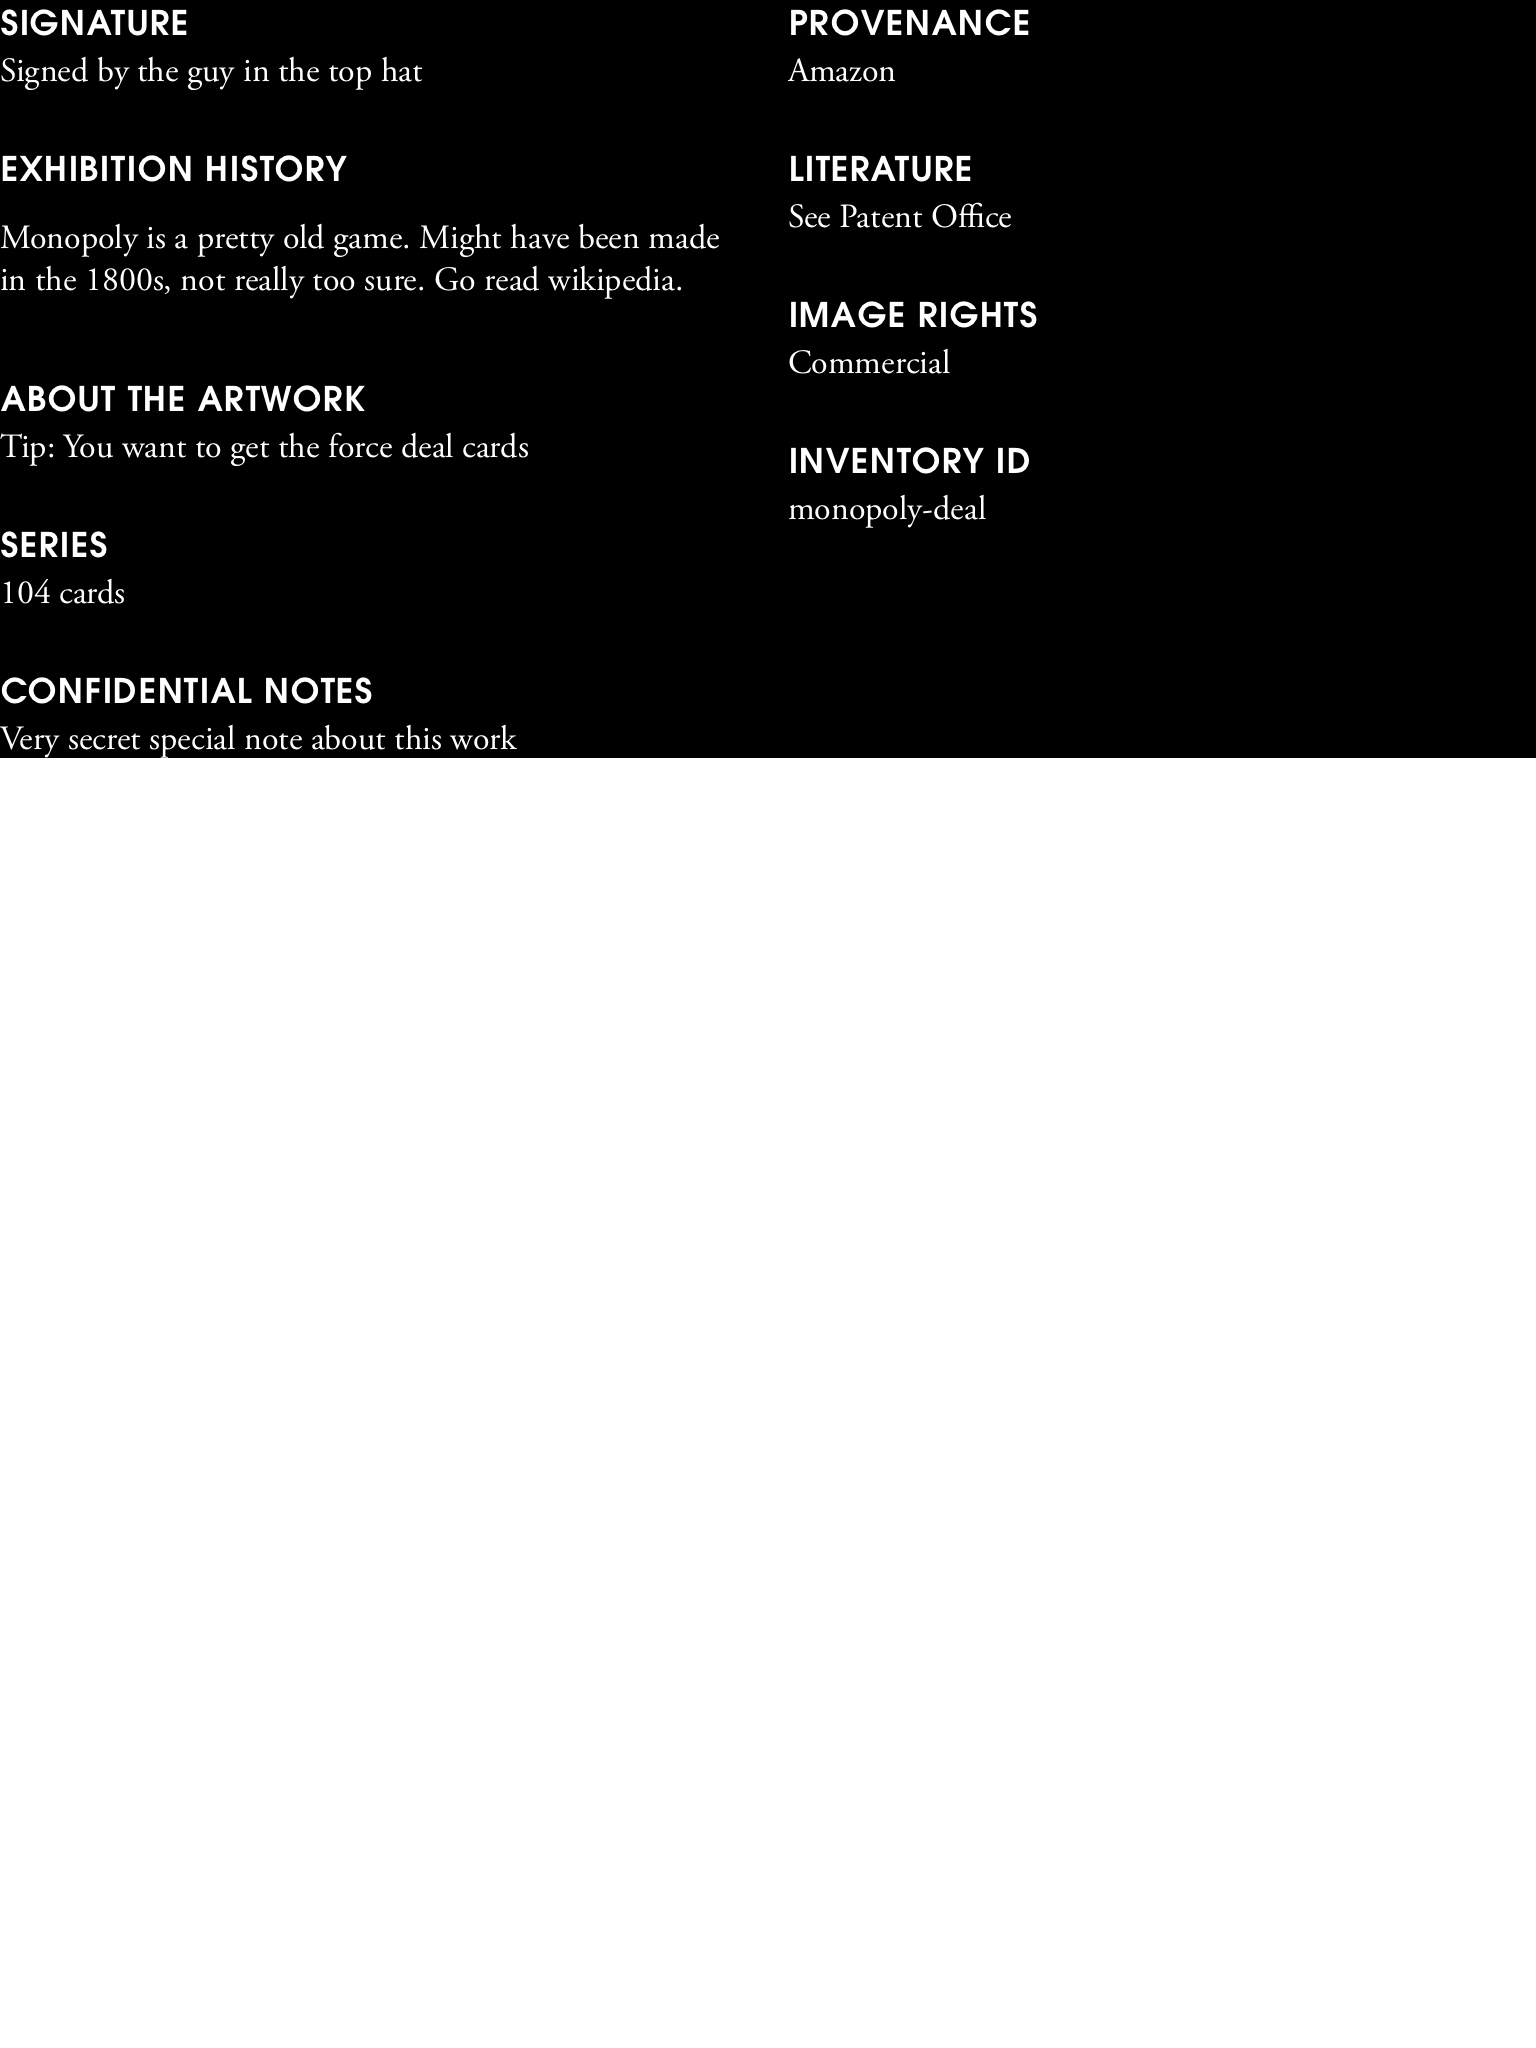 SIGNATURE
Signed by the guy in the top hat
EXHIBITION HISTORY
Monopoly is a pretty old game. Might have been made
in the 1800s, not really too sure. Go read wikipedia.
ABOUT THE ARTWORK
Tip: You want to get the force deal cards
SERIES
104 cards
CONFIDENTIAL NOTES
Very secret special note about this work
PROVENANCE
Amazon
LITERATURE
See Patent Office
IMAGE RIGHTS
Commercial
INVENTORY ID
monopoly-deal